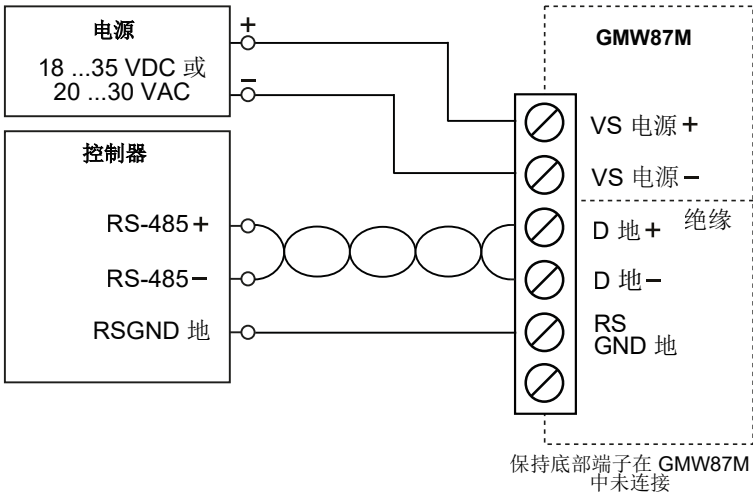 电源
18 ...35 VDC 或
20 ...30 VAC
+
−
控制器
RS-485+
RS-485−
RSGND 地
GMW87M
VS 电源+
VS 电源−
绝缘
D 地+
D 地−
RS
GND 地
保持底部端子在 GMW87M
中未连接